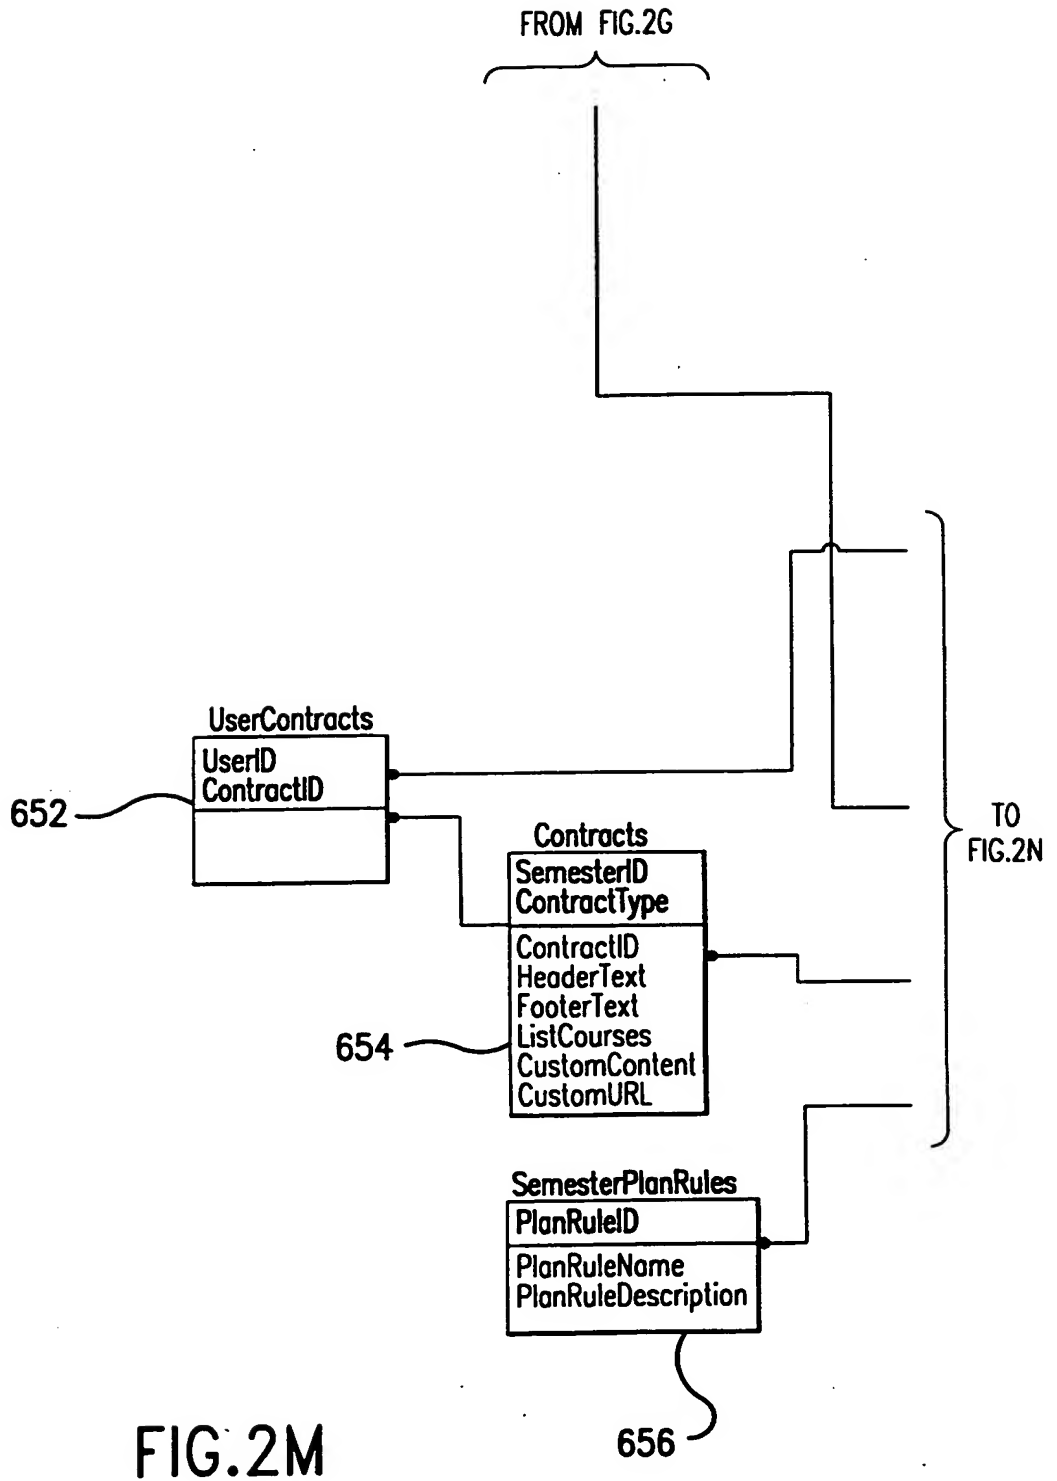 FROM FIG.2G
UserContracts
UserID
ContractID
652
TO
FIG.2N
Contracts
SemesterID
ContractType
ContractID
HeaderText
FooterText
ListCourses
CustomContent
CustomURL
654
SemesterPlanRules
PlanRuleID
PlanRuleName
PlanRuleDescription
656
FIG.2M